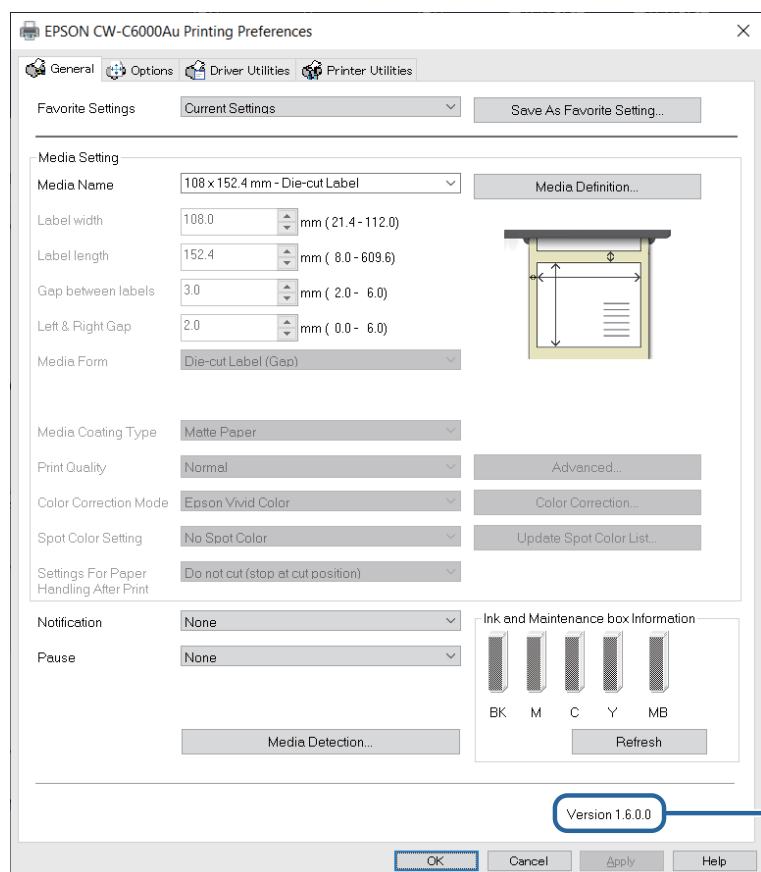 EPSON CW-C6000Au Printing Preferences
General Options Driver Utilities Printer Utilities
Favorite Settings Current Settings Save As Favorite Setting...
Media Setting
Media Name 108 x 152.4 mm - Die-cut Label Media Definition...
Label width 108.0 mm ( 21.4 - 112.0)
Label length 152.4 mm ( 8.0 - 609.6)
Gap between labels 3.0 mm ( 2.0 - 6.0)
Left & Right Gap 2.0 mm ( 0.0 - 6.0)
Media Form Die-cut Label (Gap)
Media Coating Type Matte Paper
Print Quality Normal Advanced...
Color Correction Mode Epson Vivid Color Color Correction...
Spot Color Setting No Spot Color Update Spot Color List...
Settings For Paper Do not cut (stop at cut position)
Handling After Print
Notification None Ink and Maintenance box Information
Pause None
BK M C Y MB
Media Detection... Refresh
Version 1.6.0.0
OK Cancel Apply Help